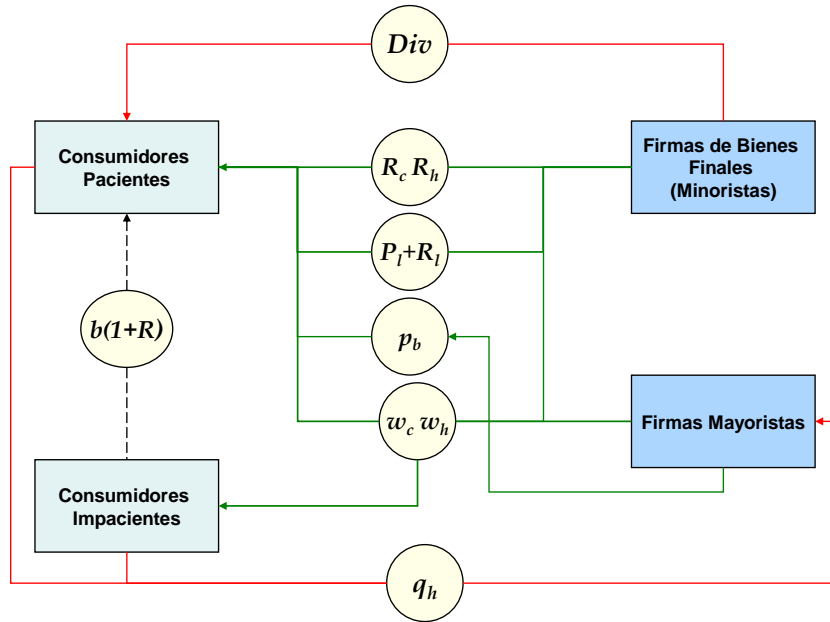 Div
Consumidores
Pacientes
R_c R_h
Firmas de Bienes
Finales
(Minoristas)
P_l+R_l
b(1+R)
p_b
w_c w_h
Firmas Mayoristas
Consumidores
Impacientes
q_h